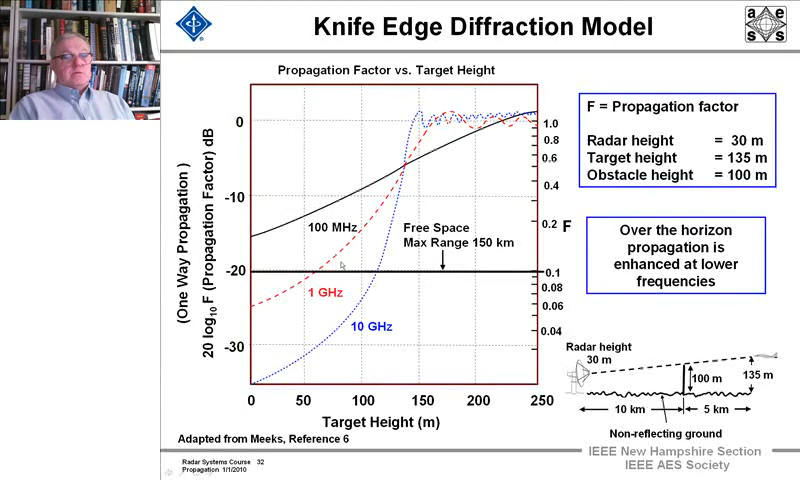 Knife Edge Diffraction Model
a e
s s
Propagation Factor vs. Target Height
(One Way Propagation )
20 log10 F (Propagation Factor) dB
0
-10
-20
-30
1.0
0.8
0.6
0.4
0.2
0.1
0.08
0.06
0.04
F
100 MHz
1 GHz
10 GHz
Free Space
Max Range 150 km
0 50 100 150 200 250
Target Height (m)
Adapted from Meeks, Reference 6
F = Propagation factor
Radar height = 30 m
Target height = 135 m
Obstacle height = 100 m
Over the horizon
propagation is
enhanced at lower
frequencies
Radar height
30 m
100 m
135 m
10 km
5 km
Non-reflecting ground
Radar Systems Course 32
Propagation 1/1/2010
IEEE New Hampshire Section
IEEE AES Society